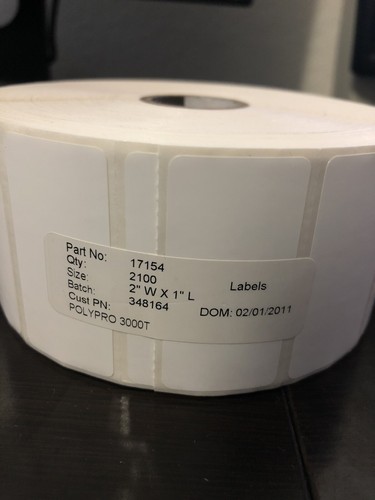 Part No: 17154
Qty: 2100 Labels
Size: 2" W X 1" L
Batch: 348164 DOM: 02/01/2011
Cust PN:
POLYPRO 3000T